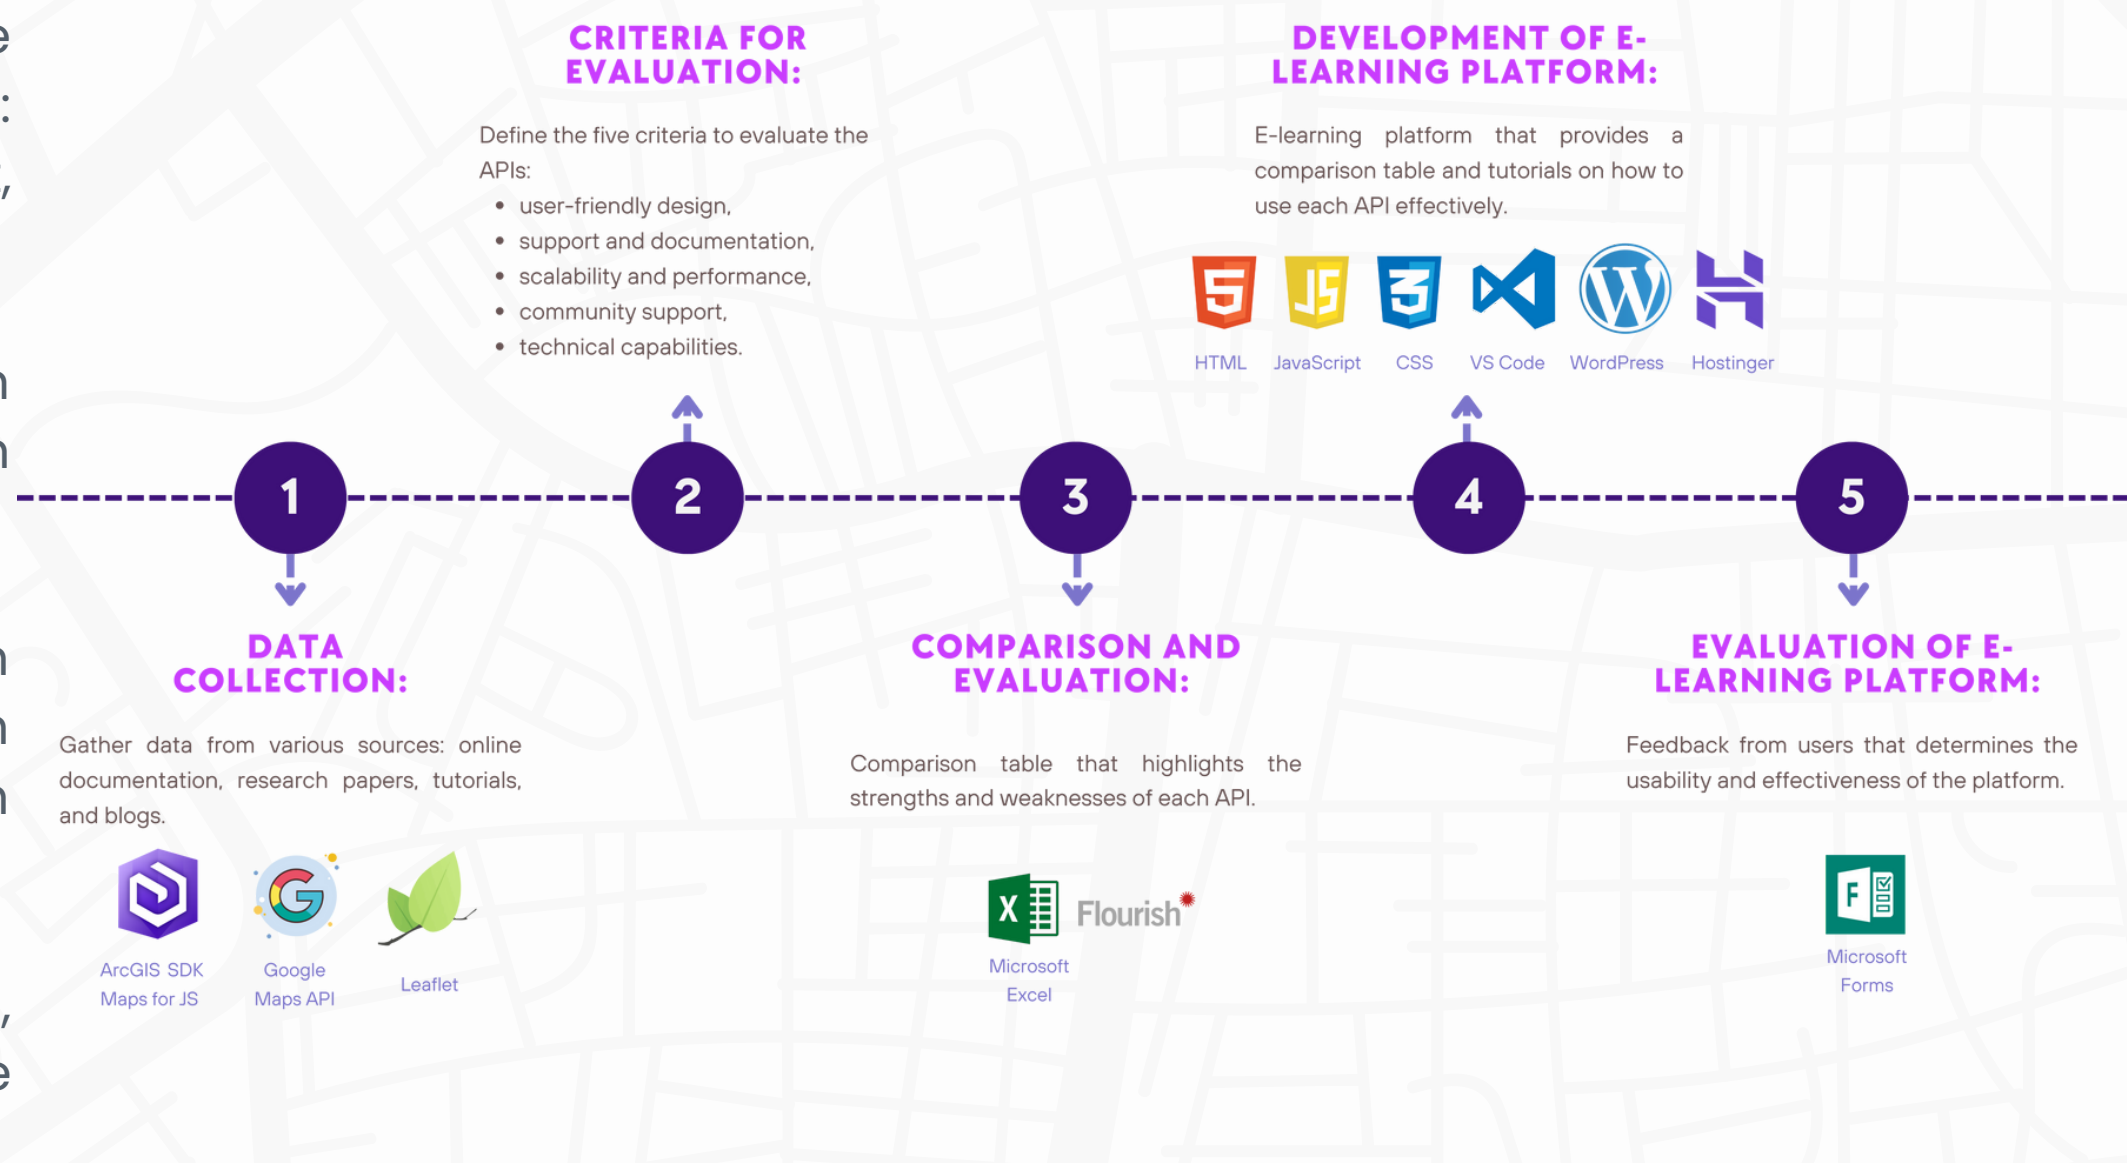 CRITERIA FOR
EVALUATION:
Define the five criteria to evaluate the
APIs:
• user-friendly design,
• support and documentation,
• scalability and performance,
• community support,
• technical capabilities.
DEVELOPMENT OF E-
LEARNING PLATFORM:
E-learning platform that provides a
comparison table and tutorials on how to
use each API effectively.
5 JS 3 W
HTML JavaScript CSS VS Code WordPress Hostinger
1 2 3 4 5
DATA
COLLECTION:
Gather data from various sources: online
documentation, research papers, tutorials,
and blogs.
G
ArcGIS SDK
Maps for JS
Google
Maps API
Leaflet
COMPARISON AND
EVALUATION:
Comparison table that highlights the
strengths and weaknesses of each API.
X Flourish
Microsoft
Excel
EVALUATION OF E-
LEARNING PLATFORM:
Feedback from users that determines the
usability and effectiveness of the platform.
F
Microsoft
Forms